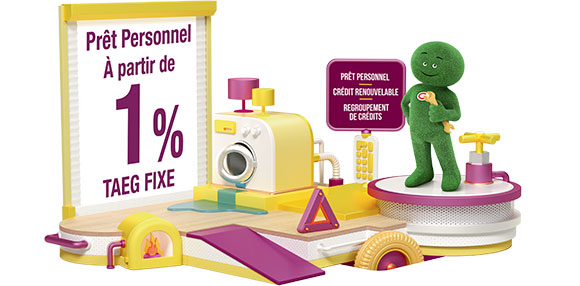 Prêt Personnel
À partir de
1%
TAEG FIXE
PRÊT PERSONNEL
CRÉDIT RENOUVELABLE
REGROUPEMENT
DE CRÉDITS